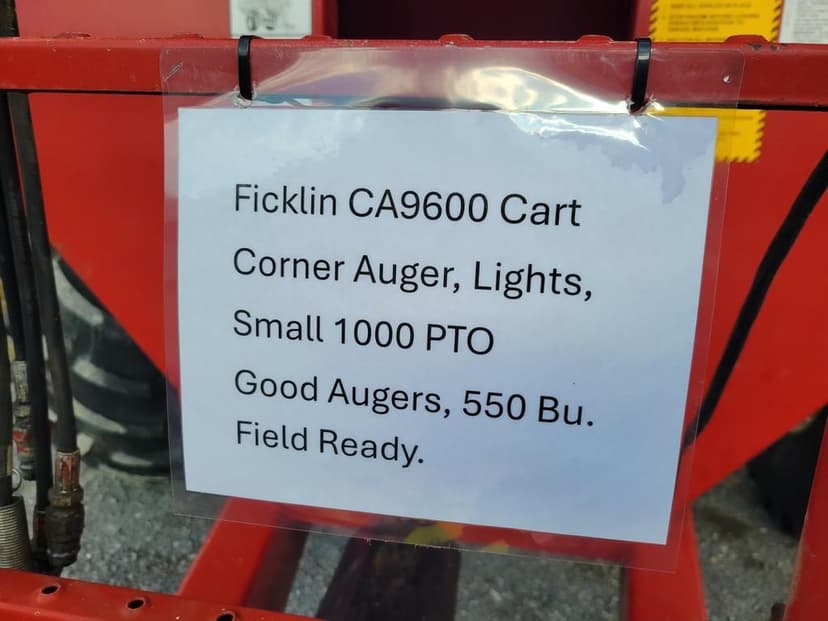 Ficklin CA9600 Cart
Corner Auger, Lights,
Small 1000 PTO
Good Augers, 550 Bu.
Field Ready.